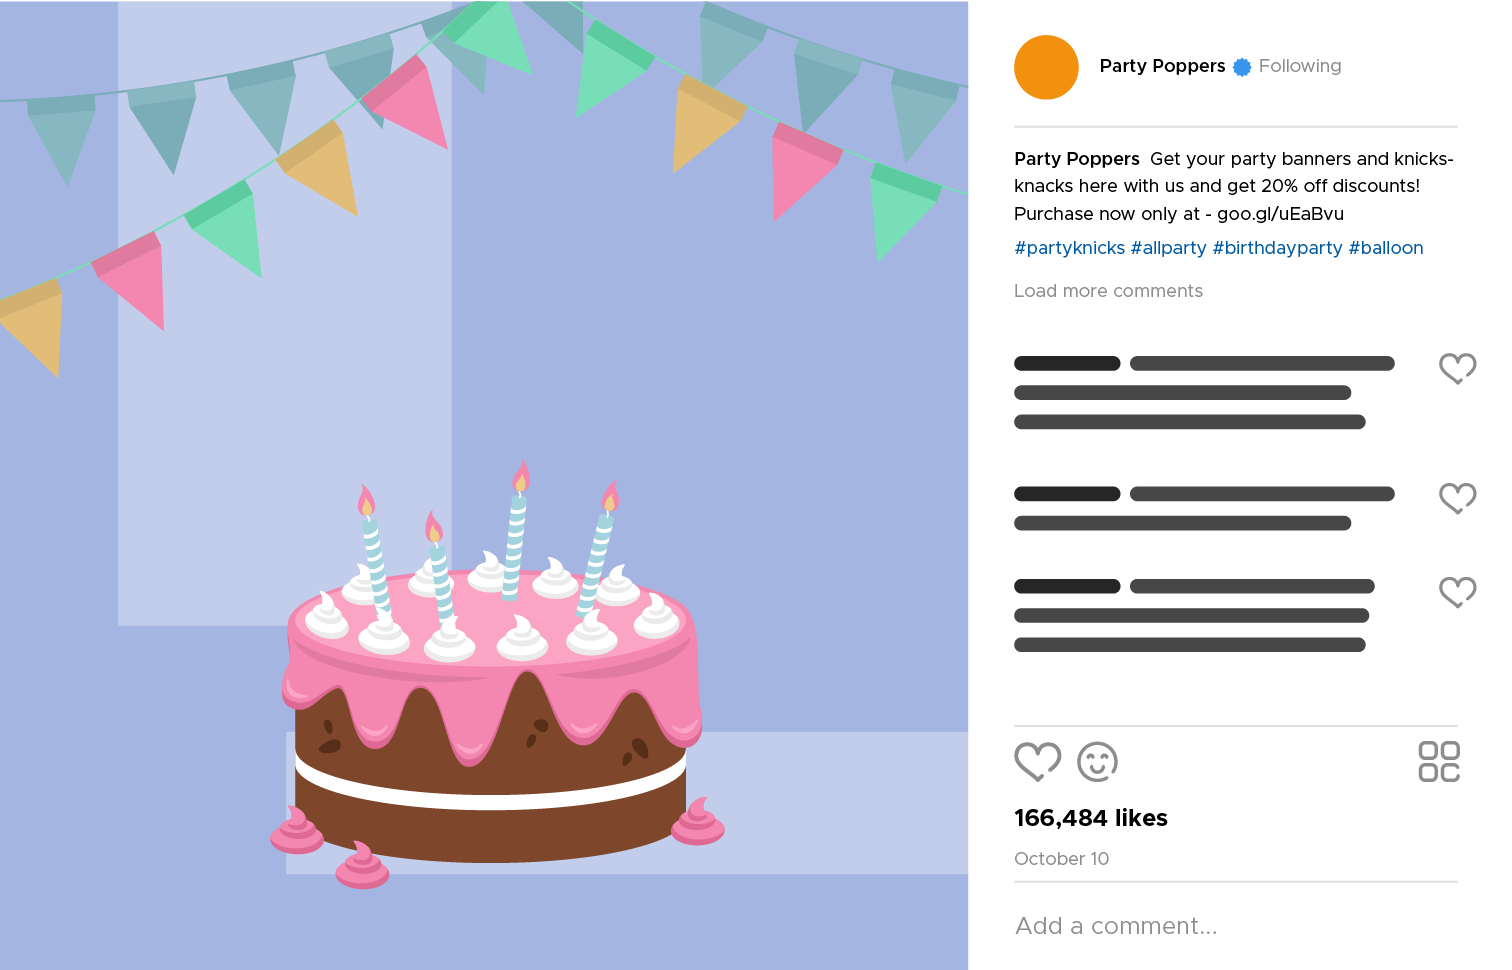 Party Poppers Following
Party Poppers Get your party banners and knicks-
knacks here with us and get 20% off discounts!
Purchase now only at - goo.gl/uEaBvu
#partyknicks #allparty #birthdayparty #balloon
Load more comments
166,484 likes
October 10
Add a comment...